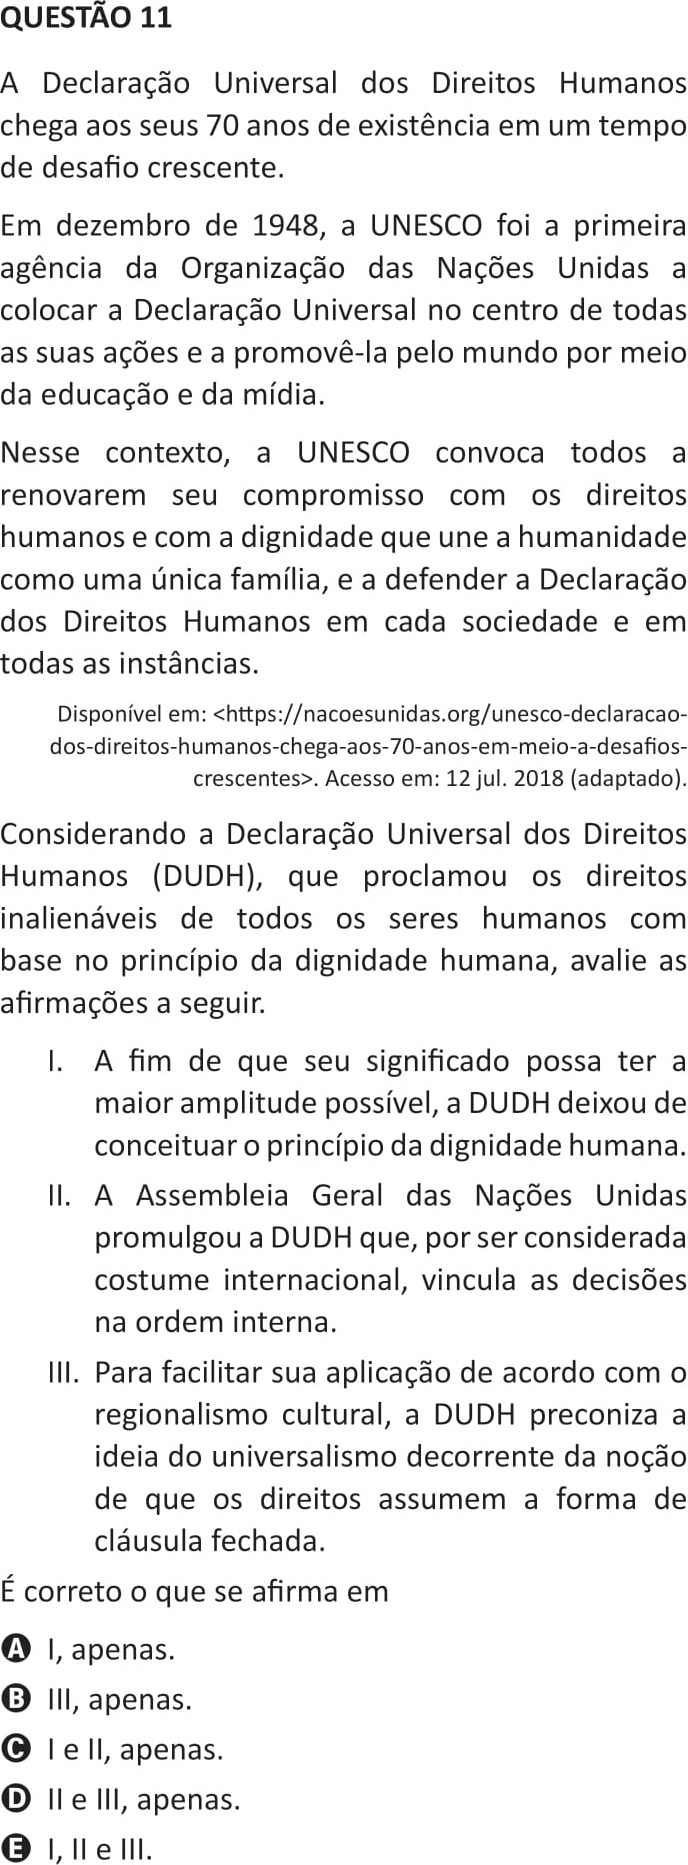 QUESTÃO 11
A Declaração Universal dos Direitos Humanos
chega aos seus 70 anos de existência em um tempo
de desafio crescente.
Em dezembro de 1948, a UNESCO foi a primeira
agência da Organização das Nações Unidas a
colocar a Declaração Universal no centro de todas
as suas ações e a promovê-la pelo mundo por meio
da educação e da mídia.
Nesse contexto, a UNESCO convoca todos a
renovarem seu compromisso com os direitos
humanos e com a dignidade que une a humanidade
como uma única família, e a defender a Declaração
dos Direitos Humanos em cada sociedade e em
todas as instâncias.
Disponível em: <https://nacoesunidas.org/unesco-declaracao-
dos-direitos-humanos-chega-aos-70-anos-em-meio-a-desafios-
crescentes>. Acesso em: 12 jul. 2018 (adaptado).
Considerando a Declaração Universal dos Direitos
Humanos (DUDH), que proclamou os direitos
inalienáveis de todos os seres humanos com
base no princípio da dignidade humana, avalie as
afirmações a seguir.
I. A fim de que seu significado possa ter a
maior amplitude possível, a DUDH deixou de
conceituar o princípio da dignidade humana.
II. A Assembleia Geral das Nações Unidas
promulgou a DUDH que, por ser considerada
costume internacional, vincula as decisões
na ordem interna.
III. Para facilitar sua aplicação de acordo com o
regionalismo cultural, a DUDH preconiza a
ideia do universalismo decorrente da noção
de que os direitos assumem a forma de
cláusula fechada.
É correto o que se afirma em
A I, apenas.
B III, apenas.
C I e II, apenas.
D II e III, apenas.
E I, II e III.